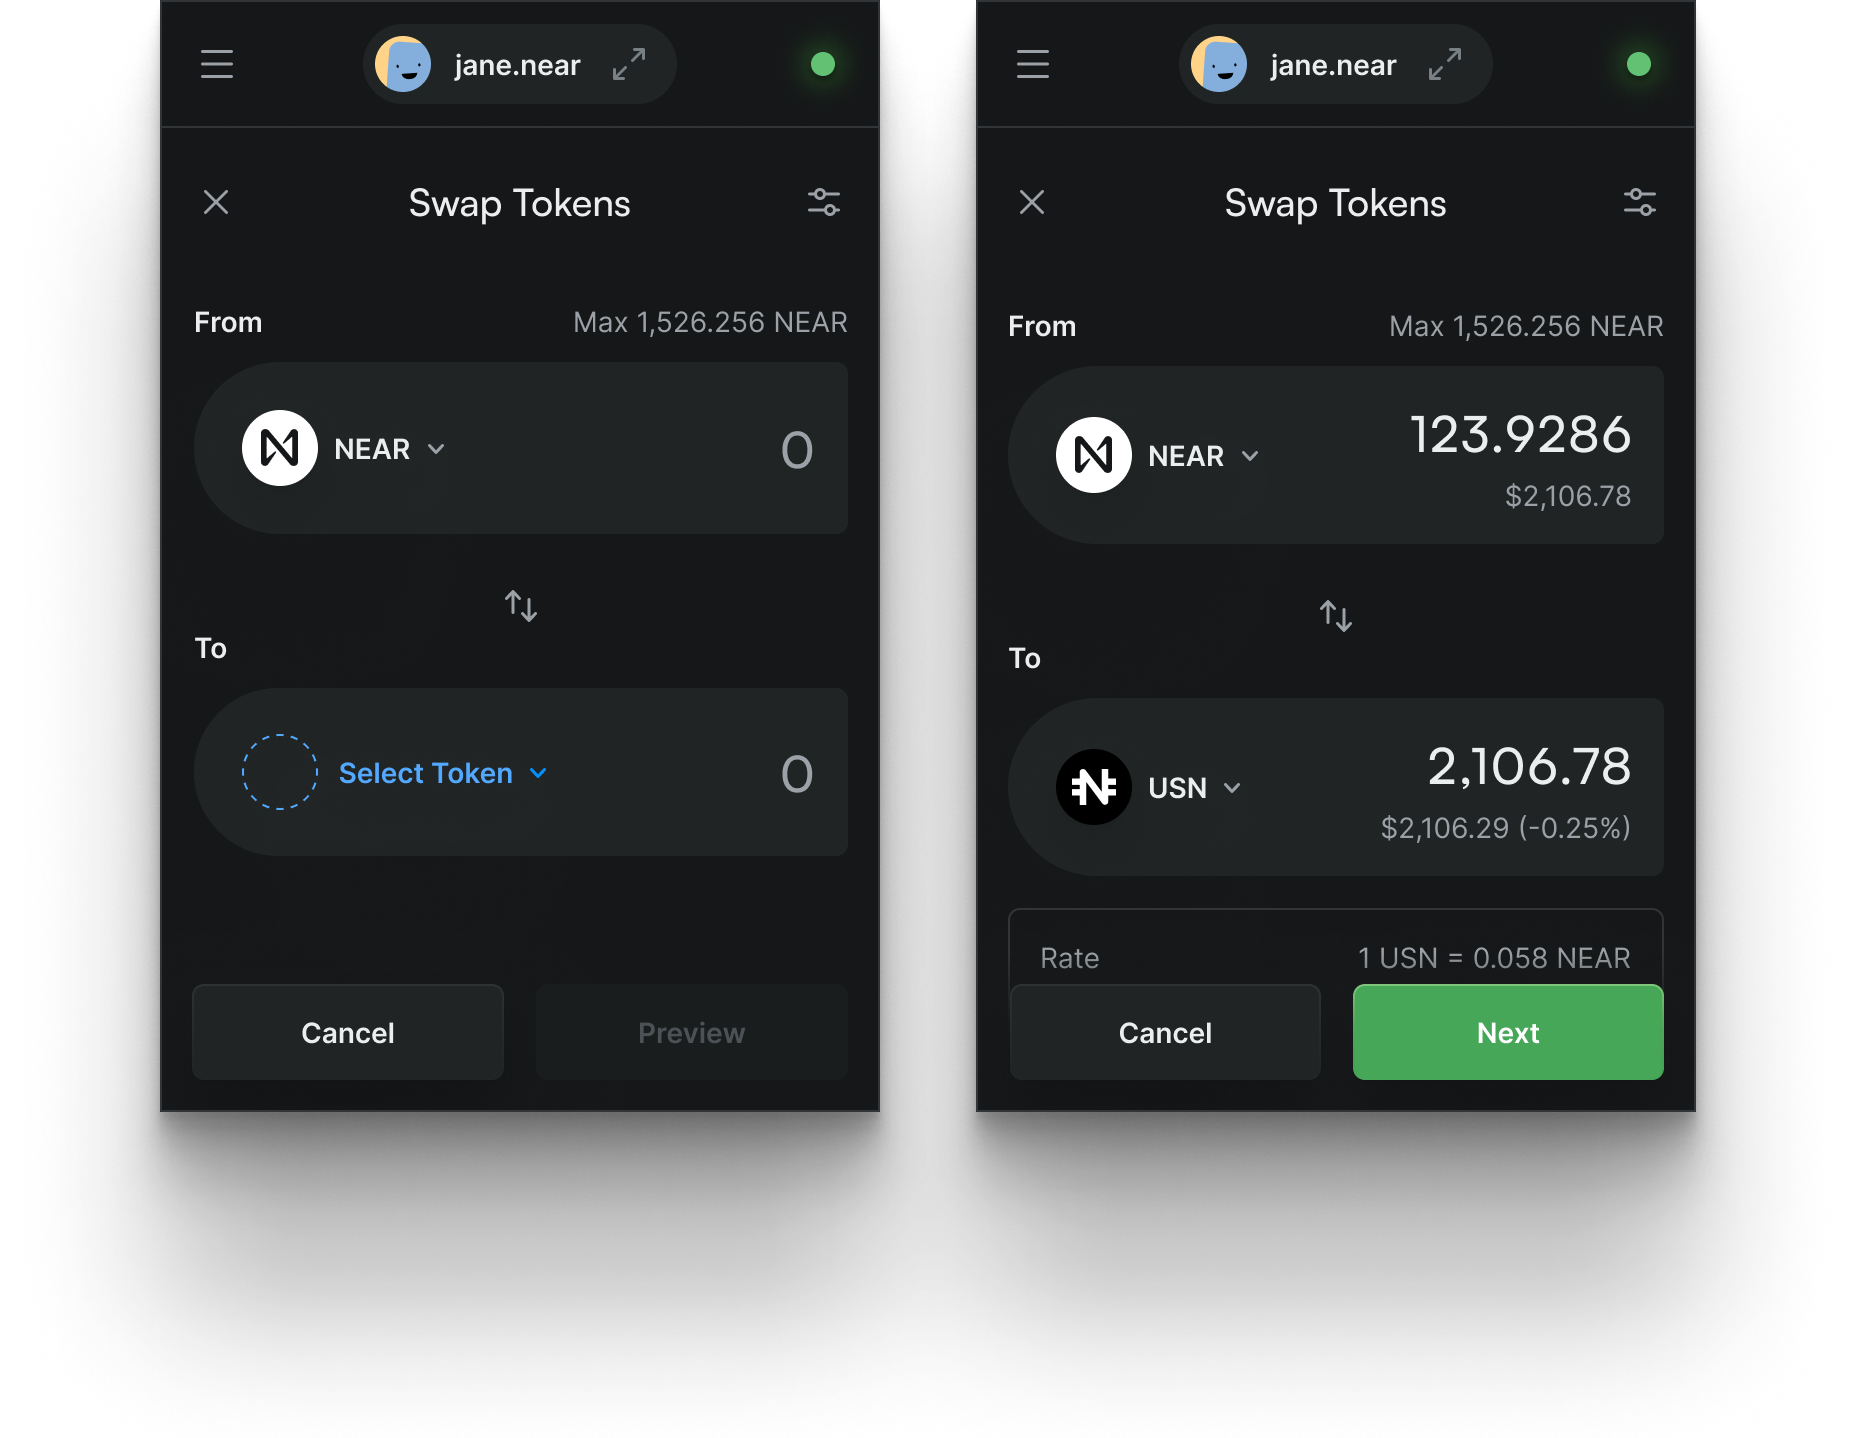 jane.near
Swap Tokens
From
Max 1,526.256 NEAR
NEAR
0
To
Select Token
0
Cancel
Preview
jane.near
Swap Tokens
From
Max 1,526.256 NEAR
NEAR
123.9286
$2,106.78
To
USN
2,106.78
$2,106.29 (-0.25%)
Rate
1 USN = 0.058 NEAR
Cancel
Next